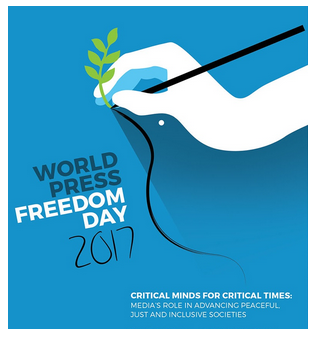 WORLD
PRESS
FREEDOM
DAY
2017
CRITICAL MINDS FOR CRITICAL TIMES:
MEDIA'S ROLE IN ADVANCING PEACEFUL,
JUST AND INCLUSIVE SOCIETIES